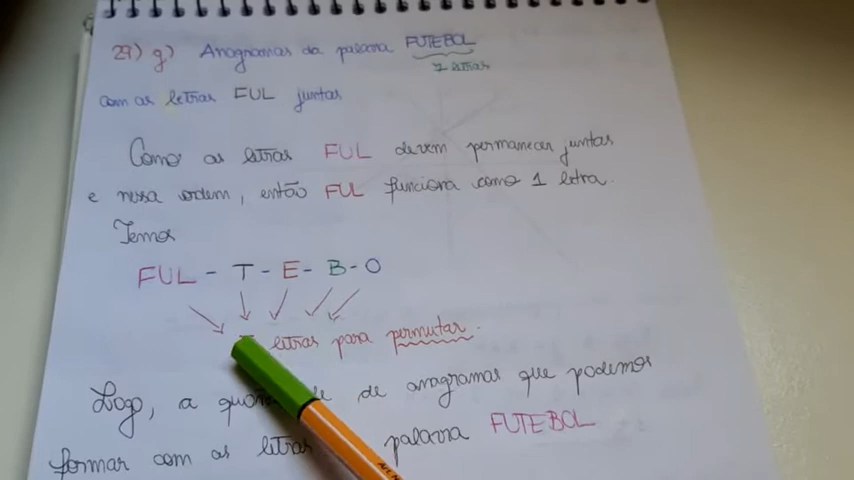 29) g) Anagramas da palavra FUTEBOL
7 letras
com as letras FUL juntas
Como as letras FUL devem permanecer juntas
e nessa ordem, então FUL funciona como 1 letra.
Temos
FUL - T - E - B - O
letras para permutar.
Logo, a de anagramas que podemos
formar com as letras palavra FUTEBOL